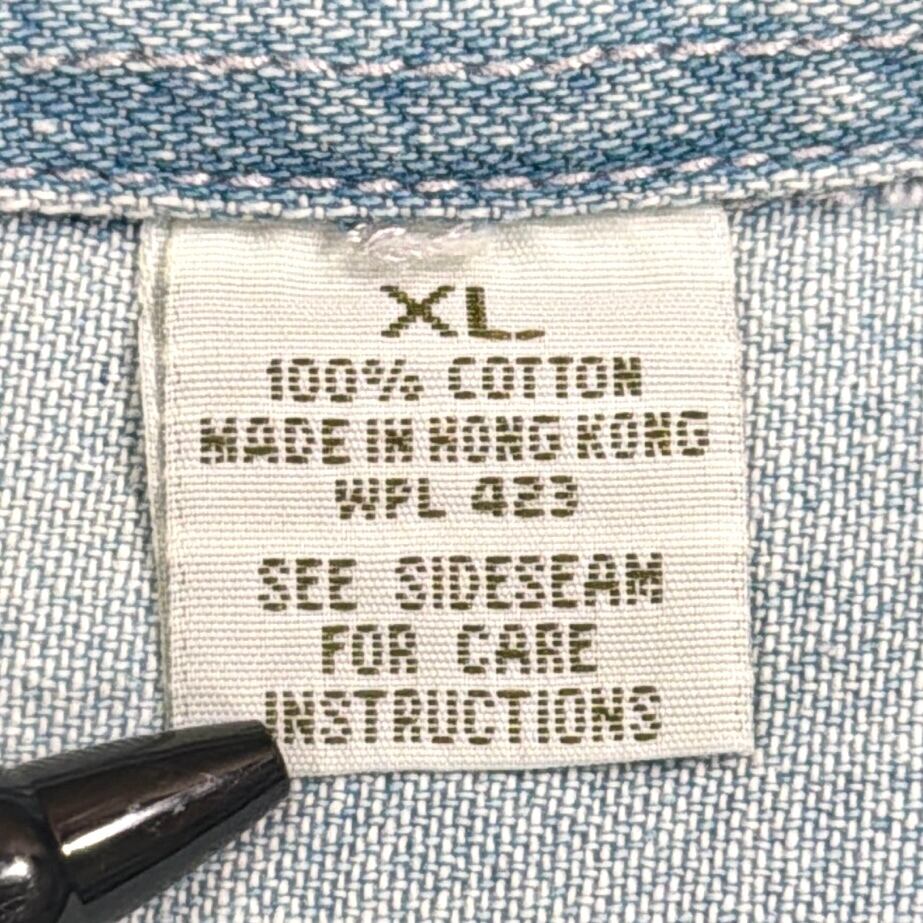 XL
100% COTTON
MADE IN HONG KONG
WPL 423
SEE SIDESEAM
FOR CARE
INSTRUCTIONS